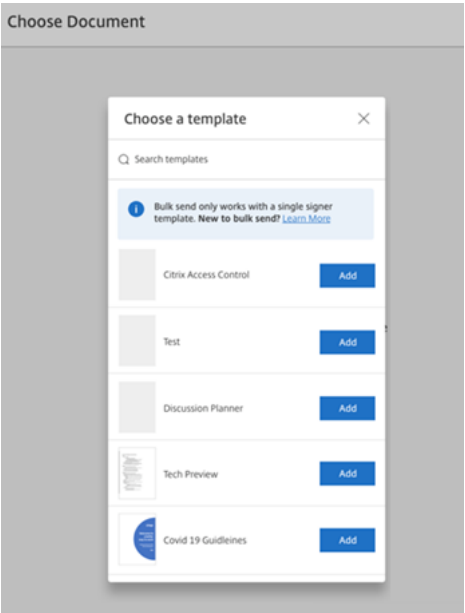 Choose Document
Choose a template
Search templates
Bulk send only works with a single signer
template. New to bulk send? Learn More
Citrix Access Control
Add
Test
Add
Discussion Planner
Add
Tech Preview
Add
Covid 19 Guidleines
Add